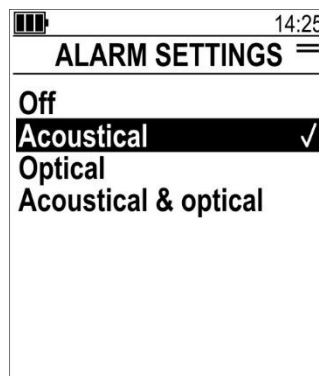 14:25
ALARM SETTINGS
Off
Acoustical ✓
Optical
Acoustical & optical